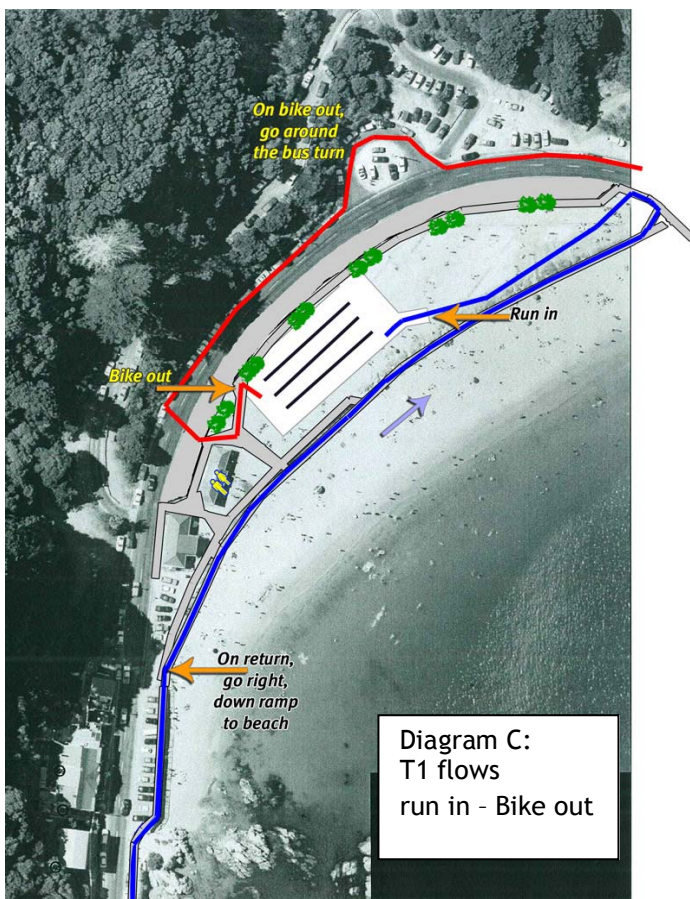 On bike out,
go around
the bus turn
Run in
Bike out
On return,
go right,
down ramp
to beach
Diagram C:
T1 flows
run in - Bike out